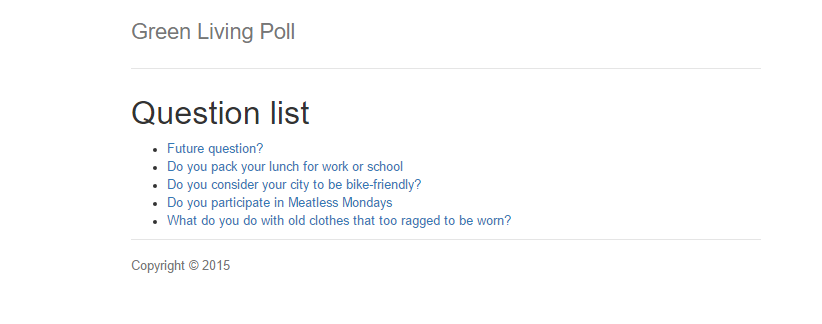 Green Living Poll
Question list
Future question?
Do you pack your lunch for work or school
Do you consider your city to be bike-friendly?
Do you participate in Meatless Mondays
What do you do with old clothes that too ragged to be worn?
Copyright © 2015